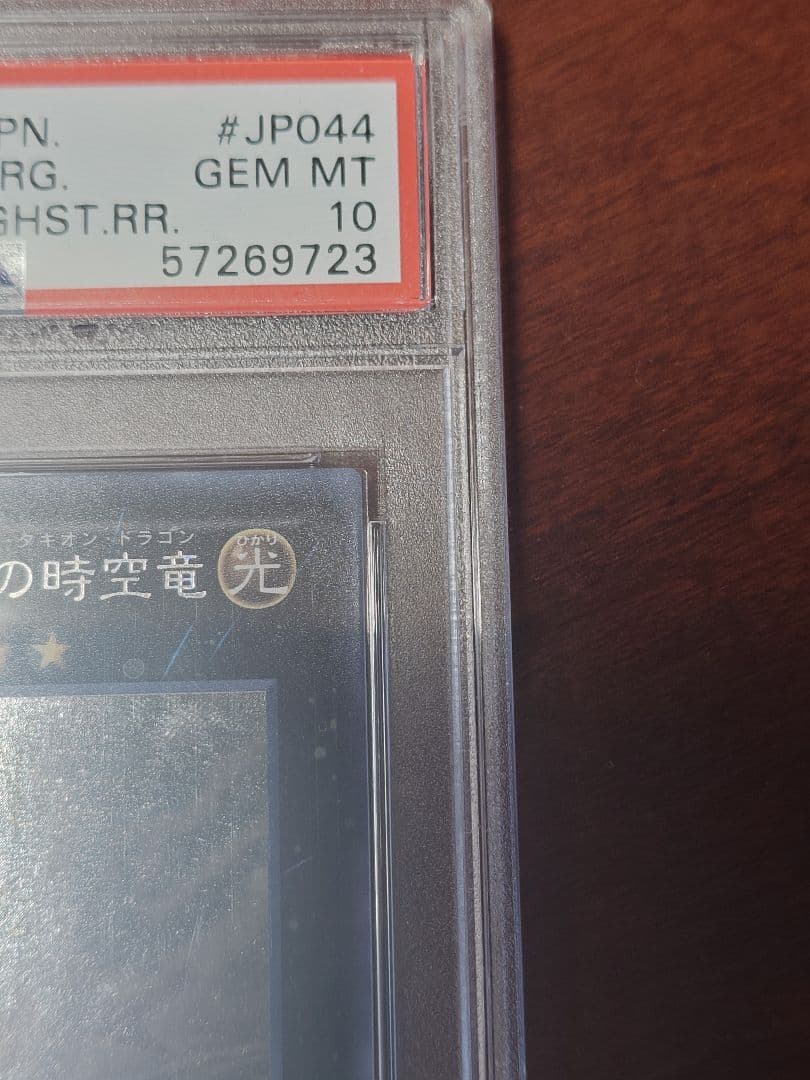 PN. #JP044
RG. GEM MT
GHST.RR. 10
57269723
タキオン・ドラゴン
の時空竜
ひかり
光